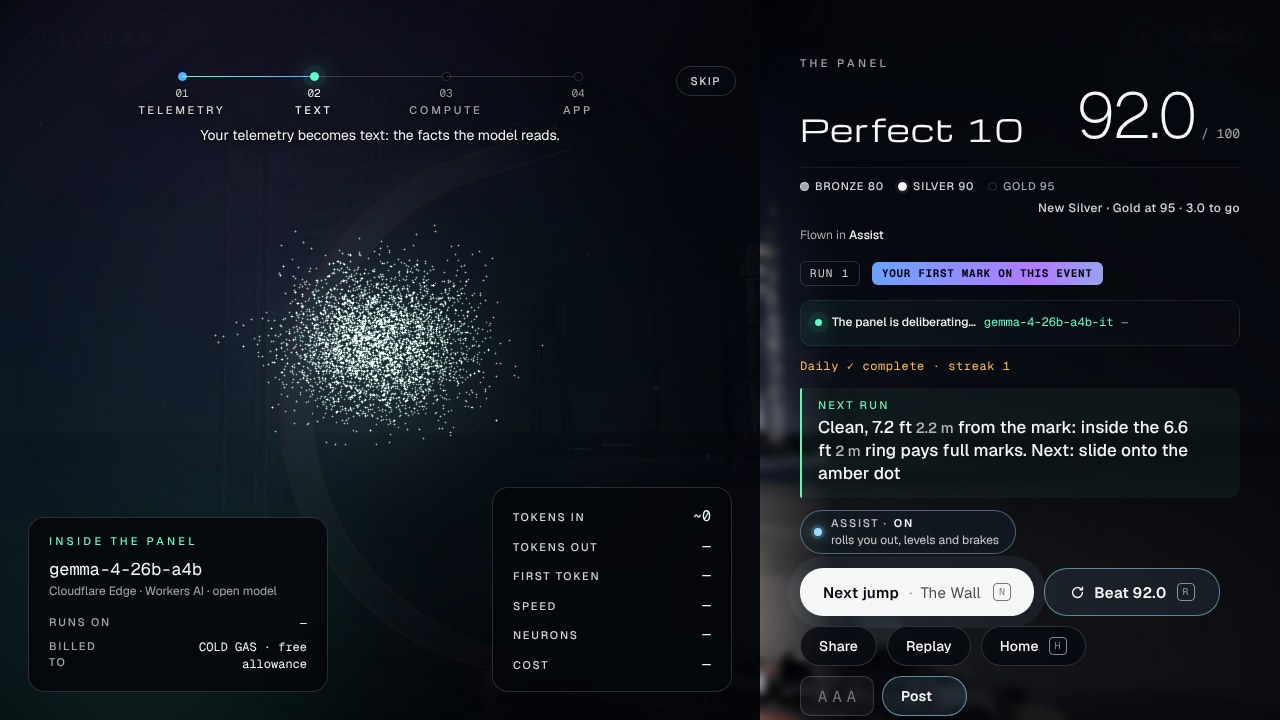 COLD GAS
01
TELEMETRY
02
TEXT
03
COMPUTE
04
APP
SKIP
Your telemetry becomes text: the facts the model reads.
INSIDE THE PANEL
gemma-4-26b-a4b
Cloudflare Edge · Workers AI · open model
RUNS ON —
BILLED TO COLD GAS · free allowance
TOKENS IN ~0
TOKENS OUT —
FIRST TOKEN —
SPEED —
NEURONS —
COST —
THE PANEL
Perfect 10 92.0 / 100
BRONZE 80 SILVER 90 GOLD 95
New Silver · Gold at 95 · 3.0 to go
Flown in Assist
RUN 1 YOUR FIRST MARK ON THIS EVENT
The panel is deliberating… gemma-4-26b-a4b-it —
Daily ✓ complete · streak 1
NEXT RUN
Clean, 7.2 ft 2.2 m from the mark: inside the 6.6
ft 2 m ring pays full marks. Next: slide onto the
amber dot
ASSIST · ON
rolls you out, levels and brakes
Next jump · The Wall N
Beat 92.0 R
Share Replay Home H
AAA Post